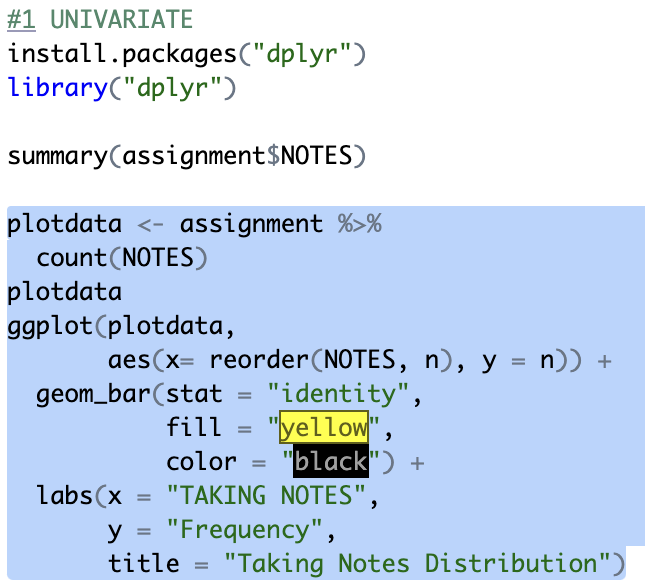 #1 UNIVARIATE
install.packages("dplyr")
library("dplyr")
summary(assignment$NOTES)
plotdata <- assignment %>%
  count(NOTES)
plotdata
ggplot(plotdata,
       aes(x= reorder(NOTES, n), y = n)) +
  geom_bar(stat = "identity",
           fill = "yellow",
           color = "black") +
  labs(x = "TAKING NOTES",
       y = "Frequency",
       title = "Taking Notes Distribution")